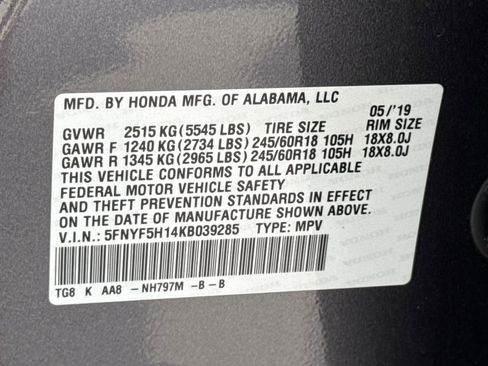 MFD. BY HONDA MFG. OF ALABAMA, LLC 05/'19
GVWR 2515 KG (5545 LBS) TIRE SIZE RIM SIZE
GAWR F 1240 KG (2734 LBS) 245/60R18 105H 18X8.0J
GAWR R 1345 KG (2965 LBS) 245/60R18 105H 18X8.0J
THIS VEHICLE CONFORMS TO ALL APPLICABLE
FEDERAL MOTOR VEHICLE SAFETY
AND THEFT PREVENTION STANDARDS IN EFFECT
ON THE DATE OF MANUFACTURE SHOWN ABOVE.
V.I.N.: 5FNYF5H14KB039285 TYPE: MPV
TG8 K AA8 -NH797M -B -B